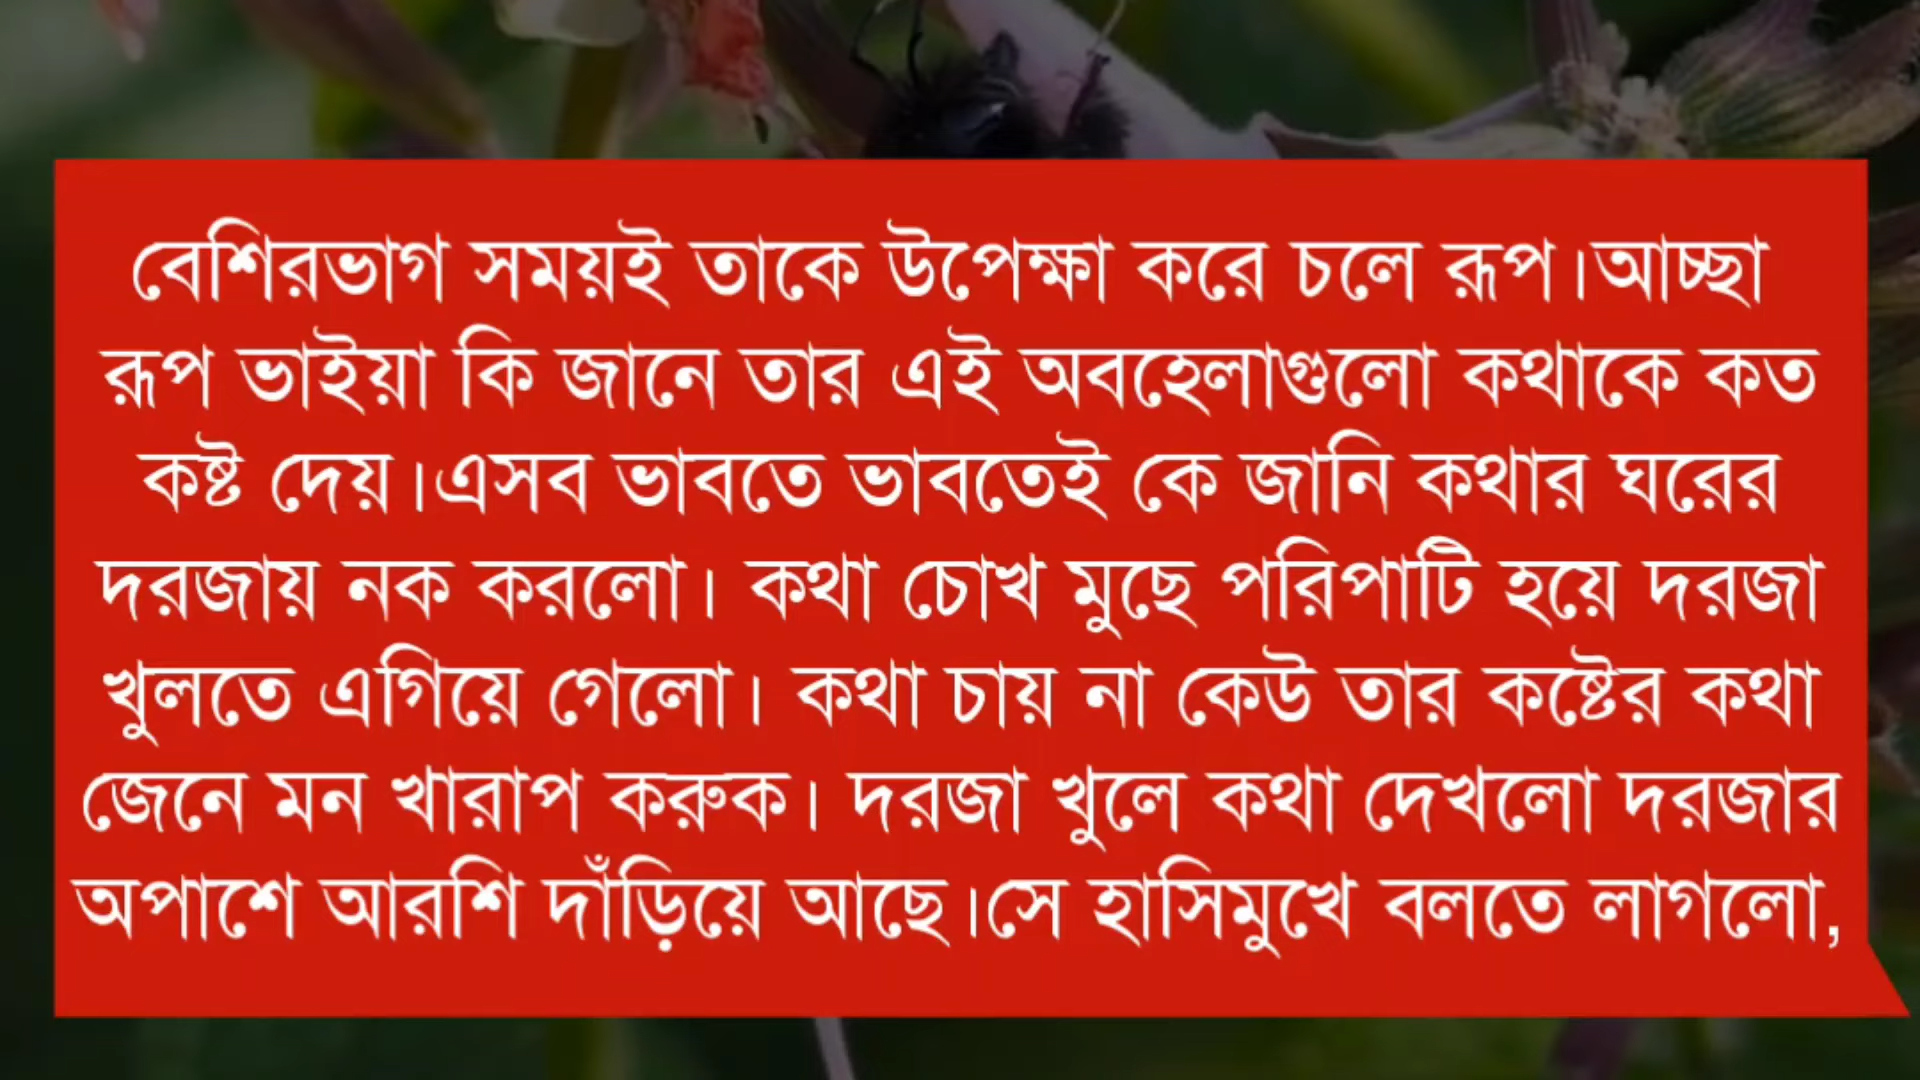 বেশিরভাগ সময়ই তাকে উপেক্ষা করে চলে রূপ।আচ্ছা
রূপ ভাইয়া কি জানে তার এই অবহেলাগুলো কথাকে কত
কষ্ট দেয়।এসব ভাবতে ভাবতেই কে জানি কথার ঘরের
দরজায় নক করলো। কথা চোখ মুছে পরিপাটি হয়ে দরজা
খুলতে এগিয়ে গেলো। কথা চায় না কেউ তার কষ্টের কথা
জেনে মন খারাপ করুক। দরজা খুলে কথা দেখলো দরজার
অপাশে আরশি দাঁড়িয়ে আছে।সে হাসিমুখে বলতে লাগলো,